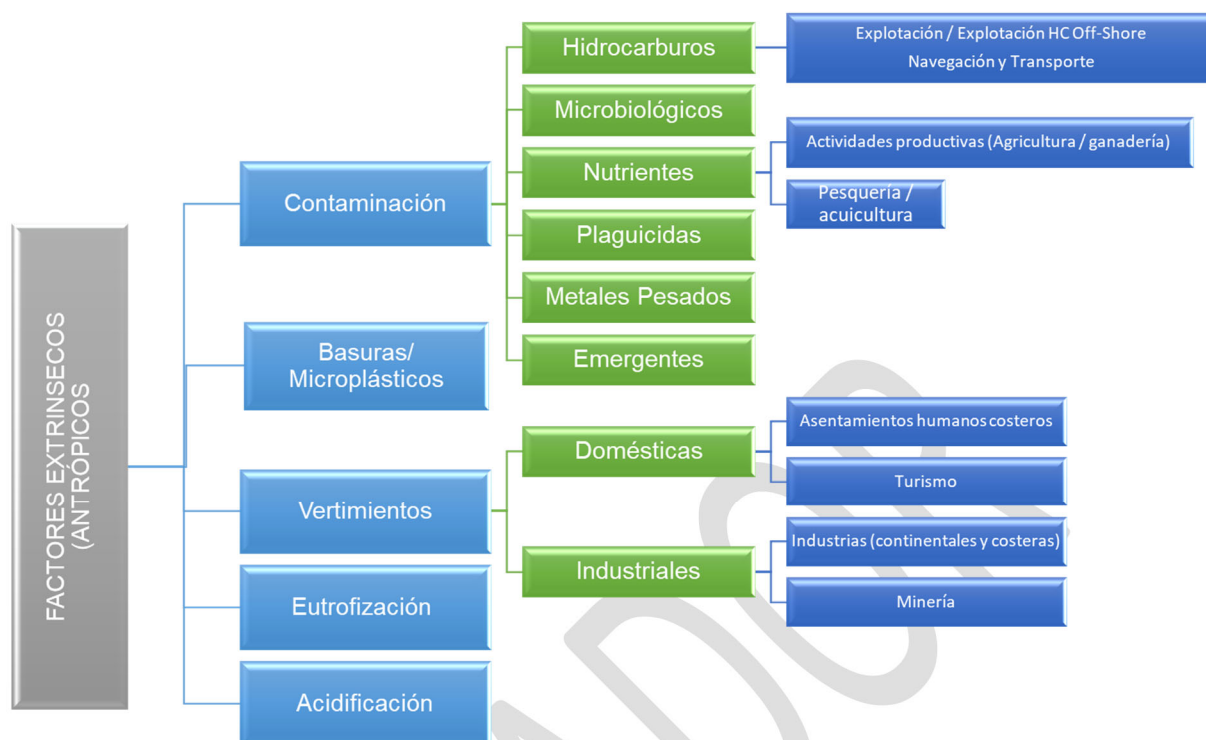 FACTORES EXTRINSECOS
(ANTRÓPICOS)
Contaminación
Hidrocarburos
Explotación / Explotación HC Off-Shore
Navegación y Transporte
Microbiológicos
Nutrientes
Actividades productivas (Agricultura / ganadería)
Pesquería /
acuicultura
Plaguicidas
Metales Pesados
Emergentes
Basuras/
Microplásticos
Vertimientos
Domésticas
Asentamientos humanos costeros
Turismo
Industriales
Industrias (continentales y costeras)
Minería
Eutrofización
Acidificación
ADOR